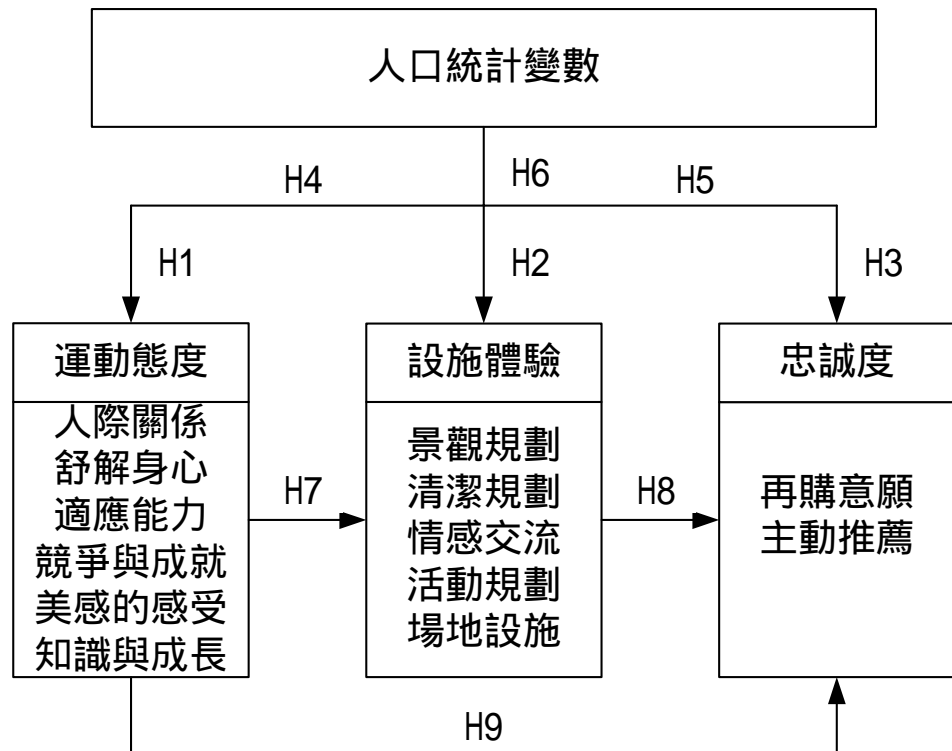 人口統計變數
H4
H6
H5
H1
H2
H3
運動態度
人際關係
舒解身心
適應能力
競爭與成就
美感的感受
知識與成長
H7
設施體驗
景觀規劃
清潔規劃
情感交流
活動規劃
場地設施
H8
忠誠度
再購意願
主動推薦
H9